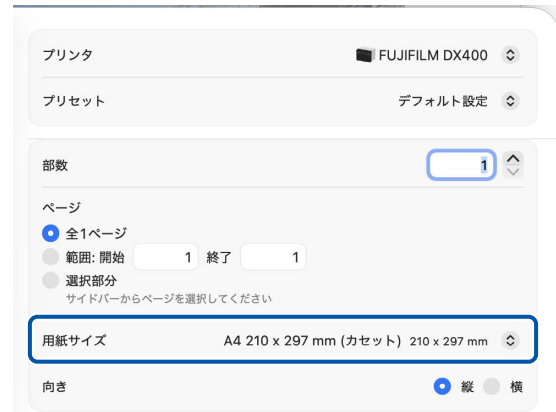 プリンタ FUJIFILM DX400
プリセット デフォルト設定
部数 1
ページ
全1ページ
範囲: 開始 1 終了 1
選択部分
サイドバーからページを選択してください
用紙サイズ A4 210 x 297 mm (カセット) 210 x 297 mm
向き 縦 横